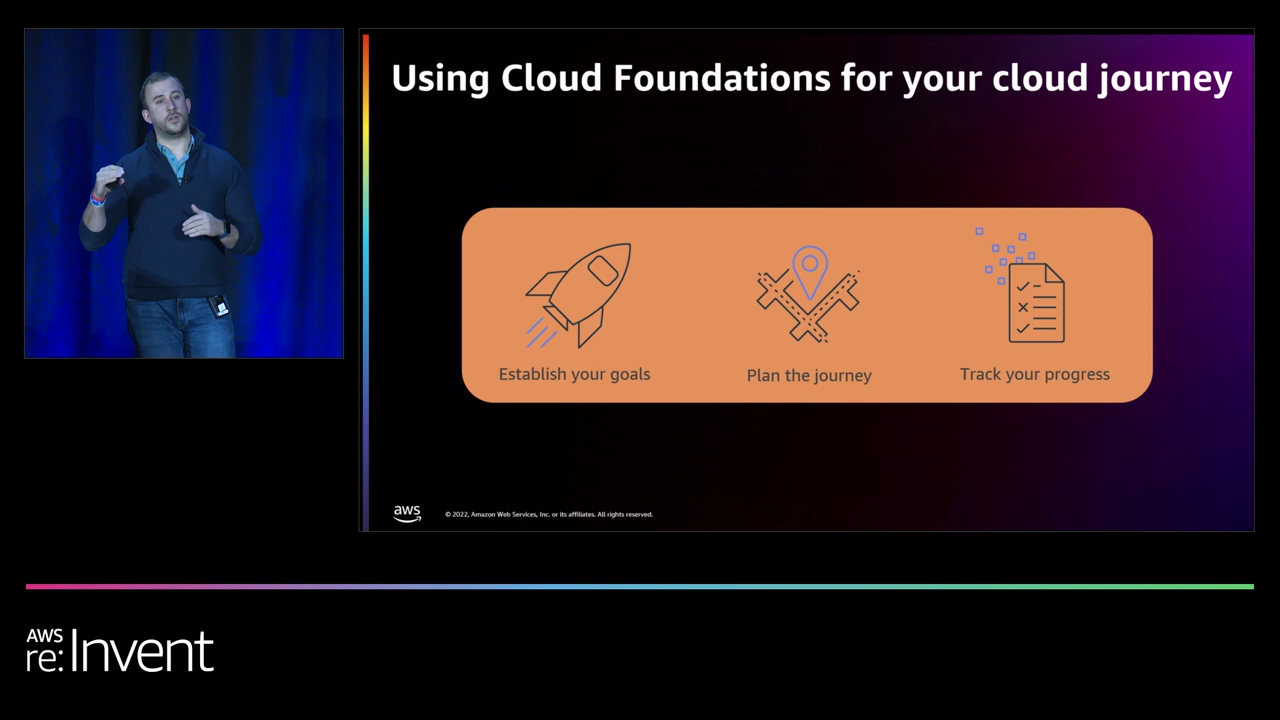 Using Cloud Foundations for your cloud journey
Establish your goals
Plan the journey
Track your progress
aws
© 2022, Amazon Web Services, Inc. or its affiliates. All rights reserved.
AWS
re:Invent